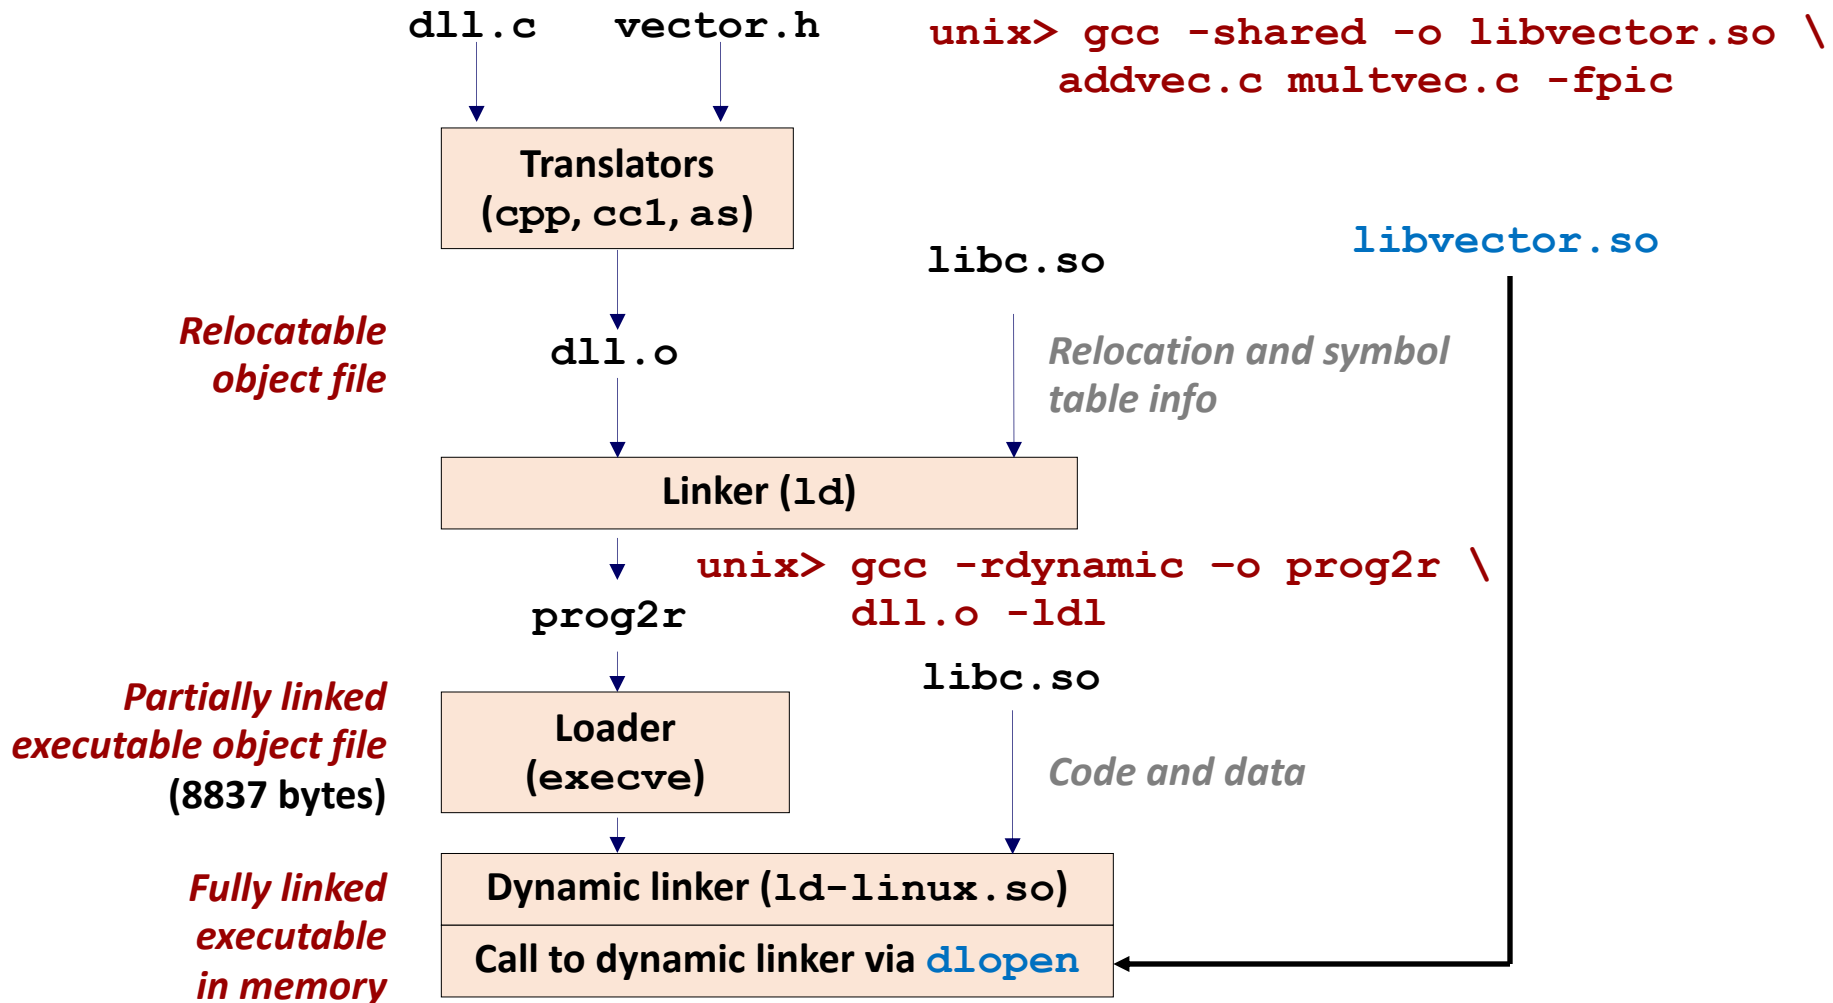 dll.c
vector.h
unix> gcc -shared -o libvector.so \
addvec.c multvec.c -fpic
Translators
(cpp, cc1, as)
libc.so
libvector.so
Relocatable
object file
dll.o
Relocation and symbol
table info
Linker (ld)
unix> gcc -rdynamic –o prog2r \
dll.o -ldl
prog2r
libc.so
Partially linked
executable object file
(8837 bytes)
Loader
(execve)
Code and data
Fully linked
executable
in memory
Dynamic linker (ld-linux.so)
Call to dynamic linker via dlopen